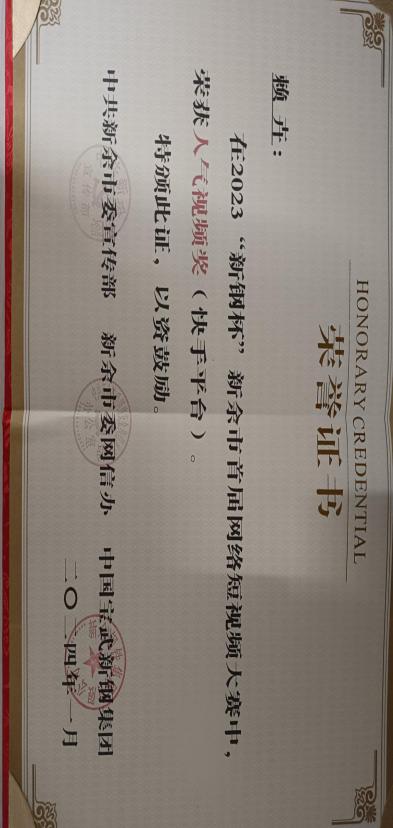 HONORARY CREDENTIAL
荣誉证书
赖 卉：
在2023“新钢杯”新余市首届网络短视频大赛中，
荣获人气视频奖（快手平台）。
特颁此证，以资鼓励。
中共新余市委宣传部 新余市委网信办 中国宝武新钢集团
二〇二四年一月